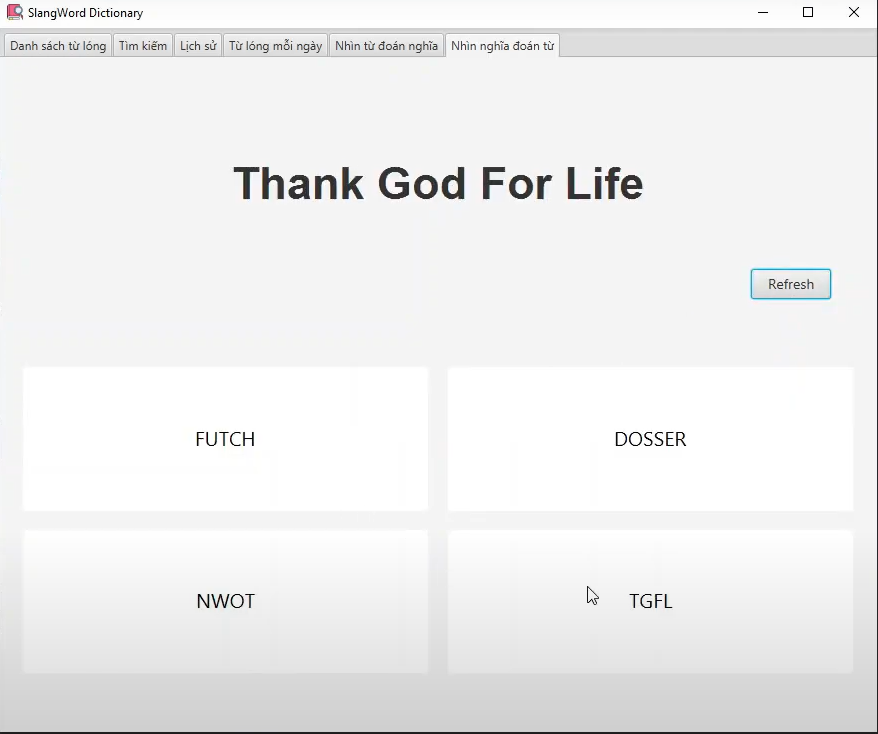 SlangWord Dictionary
Danh sách từ lóng Tìm kiếm Lịch sử Từ lóng mỗi ngày Nhìn từ đoán nghĩa Nhìn nghĩa đoán từ
Thank God For Life
Refresh
FUTCH DOSSER
NWOT TGFL